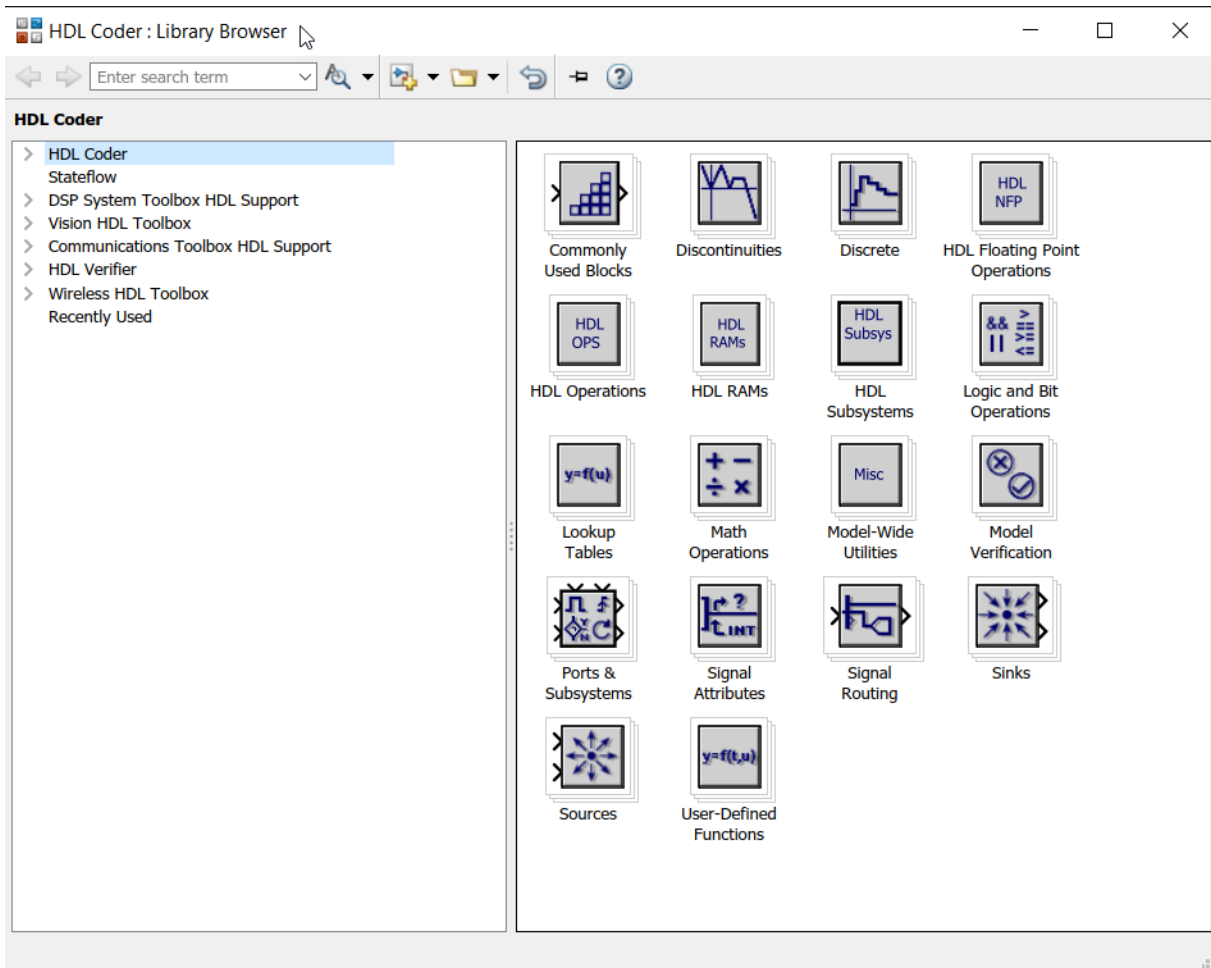 HDL Coder : Library Browser
Enter search term
HDL Coder
HDL Coder
Stateflow
DSP System Toolbox HDL Support
Vision HDL Toolbox
Communications Toolbox HDL Support
HDL Verifier
Wireless HDL Toolbox
Recently Used
HDL
NFP
Commonly
Used Blocks
Discontinuities
Discrete
HDL Floating Point
Operations
HDL
OPS
HDL
RAMs
HDL
Subsys
&& >
== 
|| >=
<=
HDL Operations
HDL RAMs
HDL
Subsystems
Logic and Bit
Operations
y=f(u)
+ −
÷ ×
Misc
Lookup
Tables
Math
Operations
Model-Wide
Utilities
Model
Verification
Y
N
?
INT
Ports &
Subsystems
Signal
Attributes
Signal
Routing
Sinks
y=f(t,u)
Sources
User-Defined
Functions